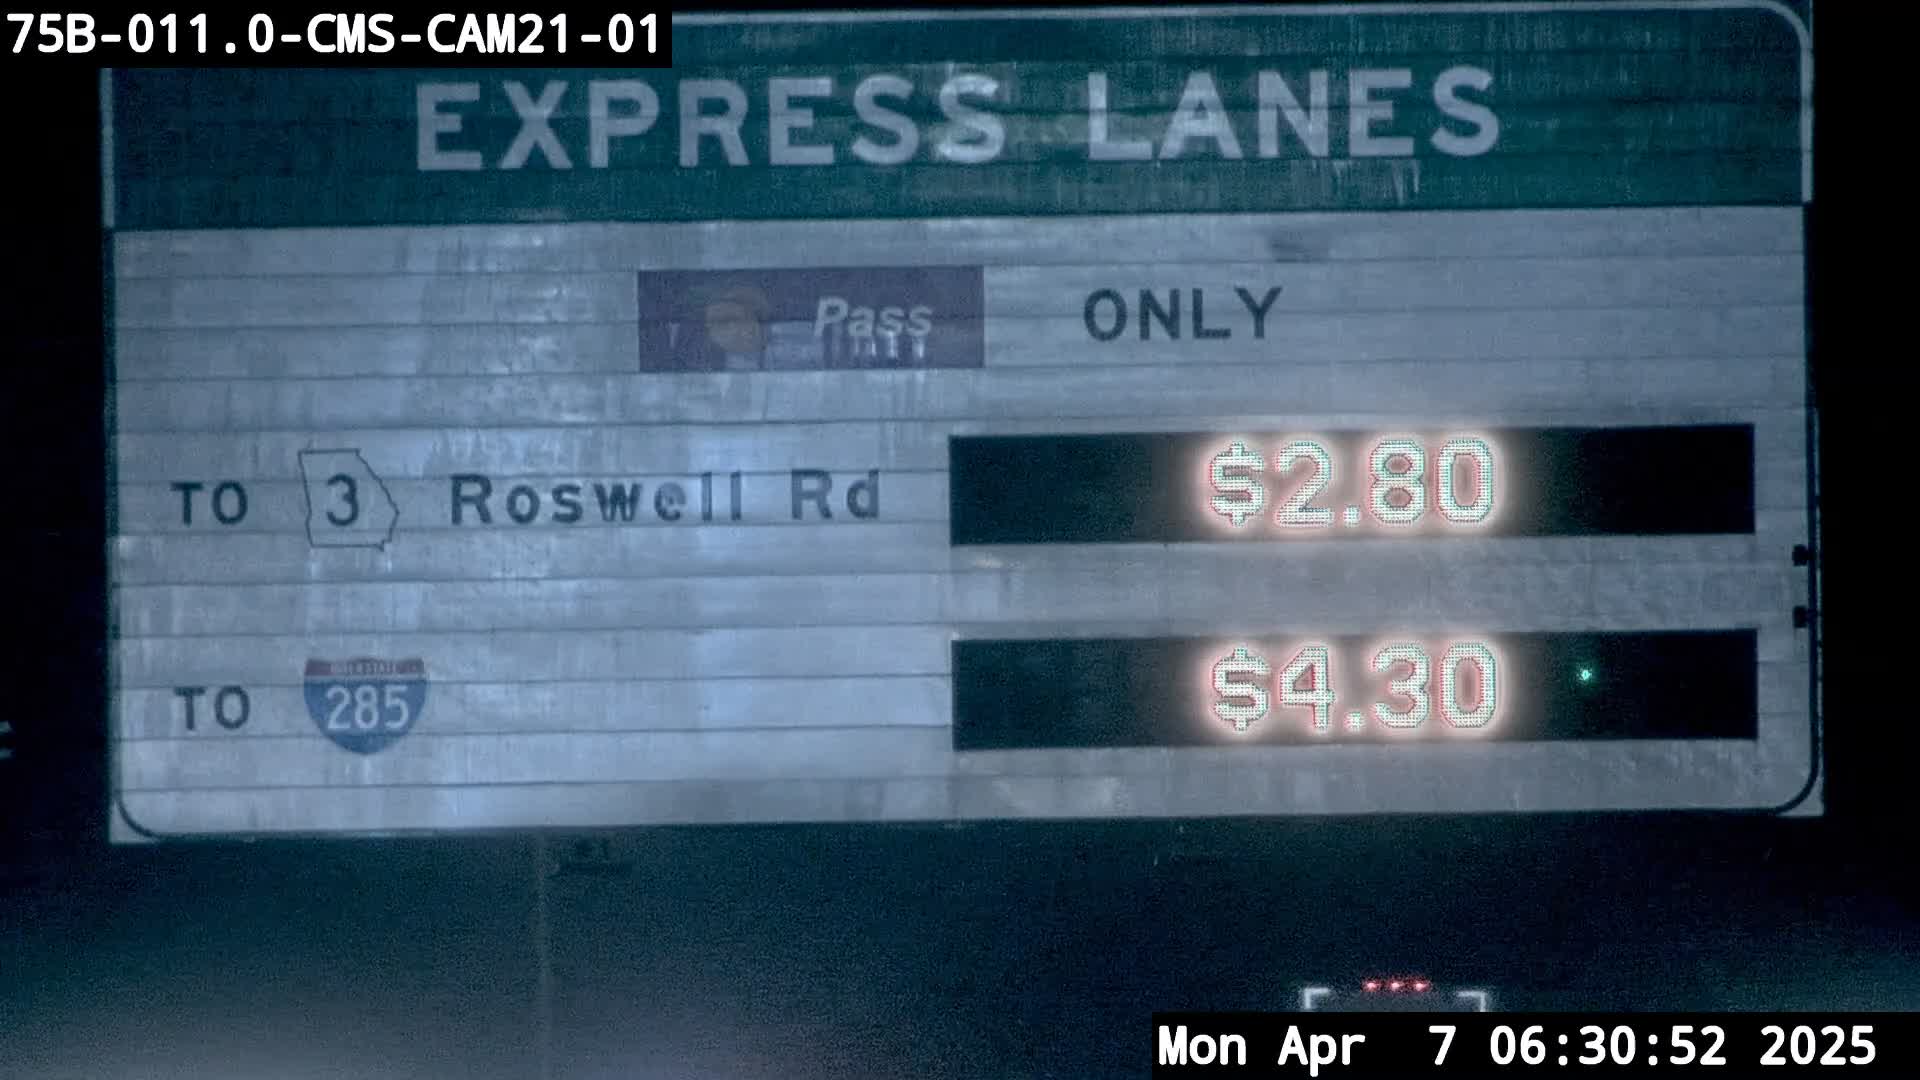 75B-011.0-CMS-CAM21-01
EXPRESS LANES
Pass ONLY
TO 3 Roswell Rd $2.80
TO 285 $4.30
Mon Apr 7 06:30:52 2025